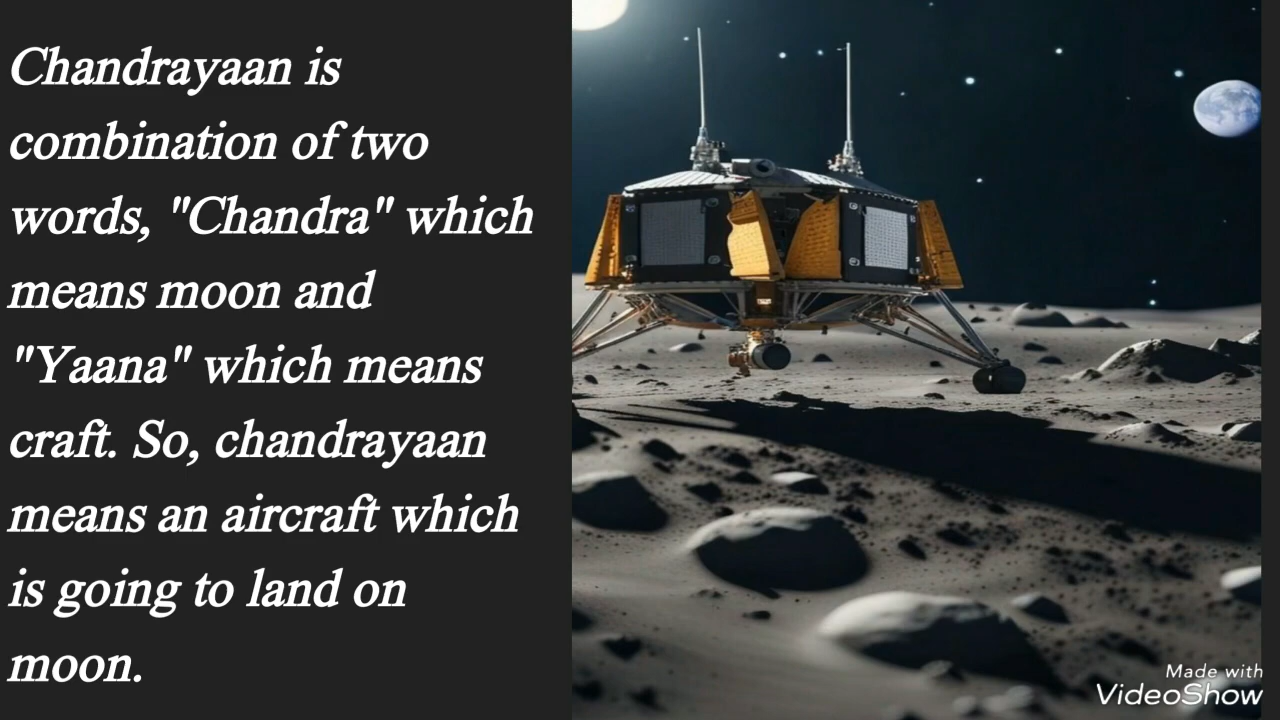 Chandrayaan is
combination of two
words, "Chandra" which
means moon and
"Yaana" which means
craft. So, chandrayaan
means an aircraft which
is going to land on
moon.
Made with
VideoShow